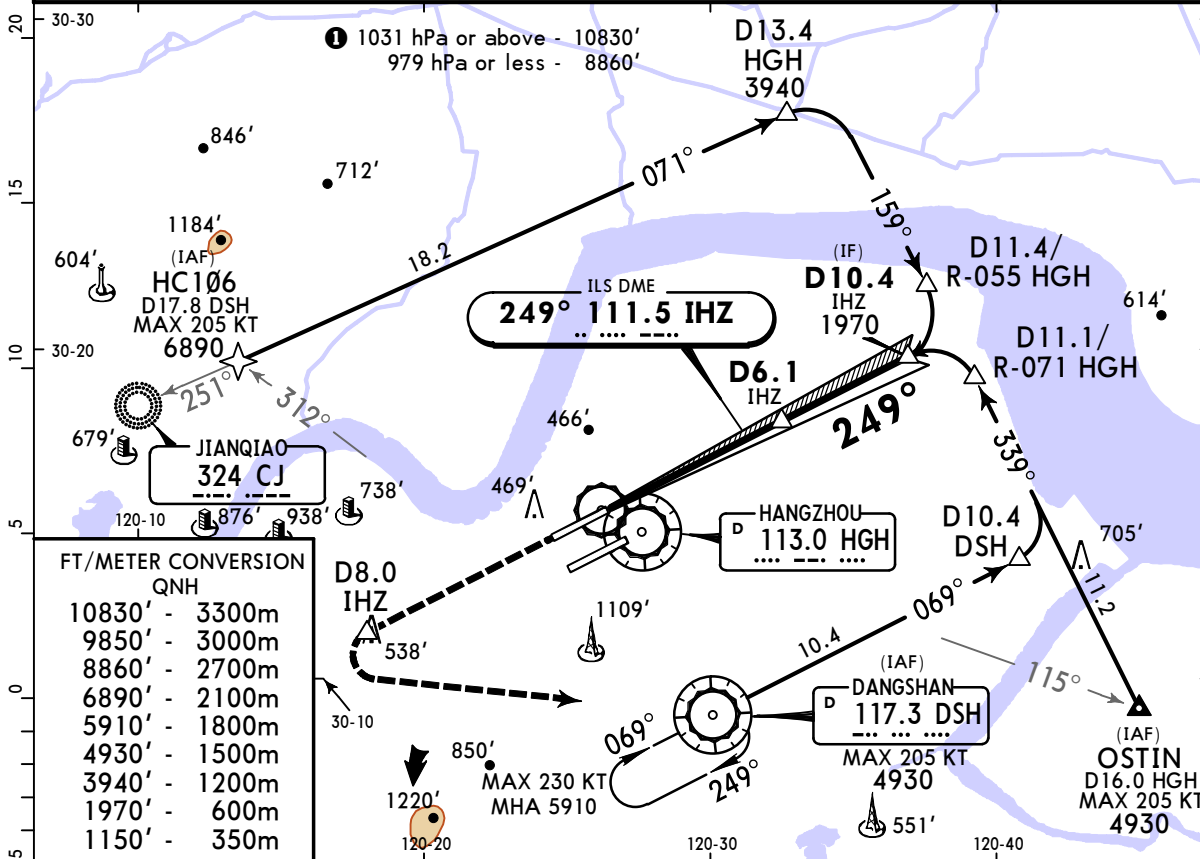 20
30-30
❶ 1031 hPa or above - 10830'
979 hPa or less - 8860'
D13.4
HGH
3940
846'
712'
071°
15
1184'
159°
(IAF)
HC1Ø6
D17.8 DSH
MAX 205 KT
6890
604'
18.2
ILS DME
249° 111.5 IHZ
(IF)
D10.4
IHZ
1970
D11.4/
R-055 HGH
614'
10
30-20
D11.1/
R-071 HGH
251°
312°
D6.1
IHZ
249°
466'
679'
JIANQIAO
324 CJ
339°
469'
738'
120-10
876'
938'
5
HANGZHOU
D 113.0 HGH
D10.4
DSH
705'
FT/METER CONVERSION
QNH
10830' - 3300m
9850' - 3000m
8860' - 2700m
6890' - 2100m
5910' - 1800m
4930' - 1500m
3940' - 1200m
1970' - 600m
1150' - 350m
D8.0
IHZ
538'
1109'
069°
11.2
10.4
115°
0
30-10
(IAF)
DANGSHAN
D 117.3 DSH
MAX 205 KT
4930
069°
249°
(IAF)
OSTIN
D16.0 HGH
MAX 205 KT
4930
850'
MAX 230 KT
MHA 5910
1220'
551'
5
120-20
120-30
120-40